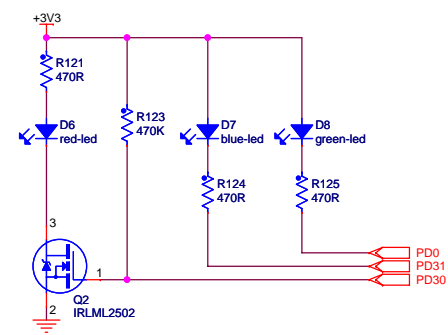 +3V3
R121
470R
D6
red-led
R123
470K
D7
blue-led
D8
green-led
R124
470R
R125
470R
3
1
2
Q2
IRLML2502
PD0
PD31
PD30